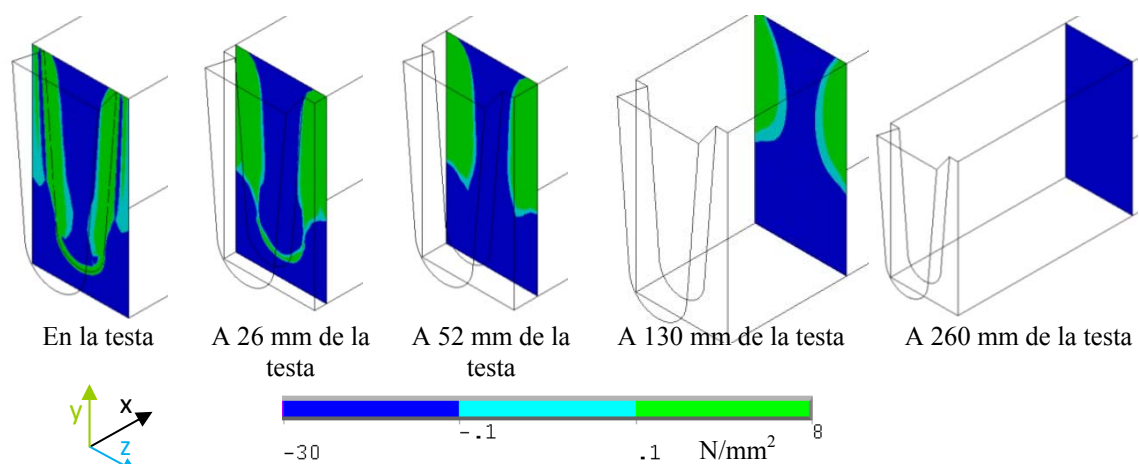 En la testa
A 26 mm de la testa
A 52 mm de la testa
A 130 mm de la testa
A 260 mm de la testa
y
x
z
-30
-.1
.1
N/mm²
8